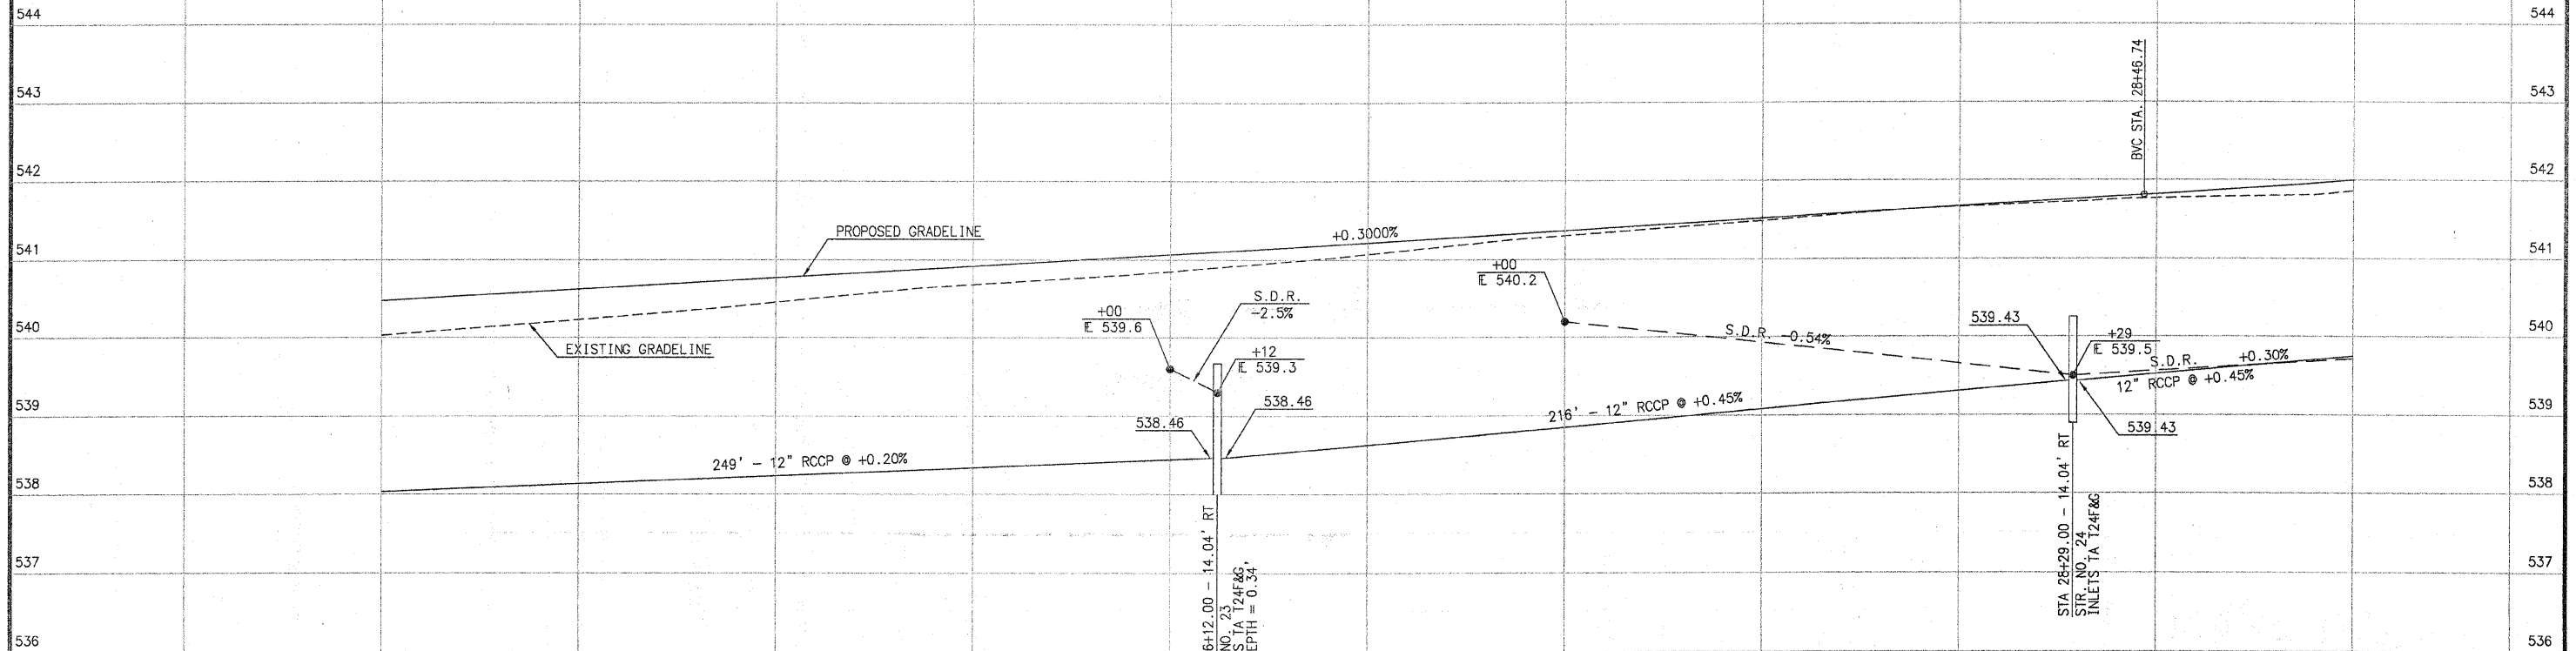 544
544
543
543
542
542
541
541
540
540
539
539
538
538
537
537
536
536
BVC STA. 28+46.74
PROPOSED GRADELINE
+0.3000%
EXISTING GRADELINE
+00
540.2
+00
539.6
S.D.R.
-2.5%
+12
539.3
S.D.R. -0.54%
539.43
+29
539.5
S.D.R. +0.30%
12" RCCP @ +0.45%
539.43
538.46
538.46
216' - 12" RCCP @ +0.45%
249' - 12" RCCP @ +0.20%
6+12.00 - 14.04' RT
NO. 23
S TA T24F&G,
EPTH = 0.34'
STA 28+29.00 - 14.04' RT
STR. NO. 24
INLETS TA T24F&G